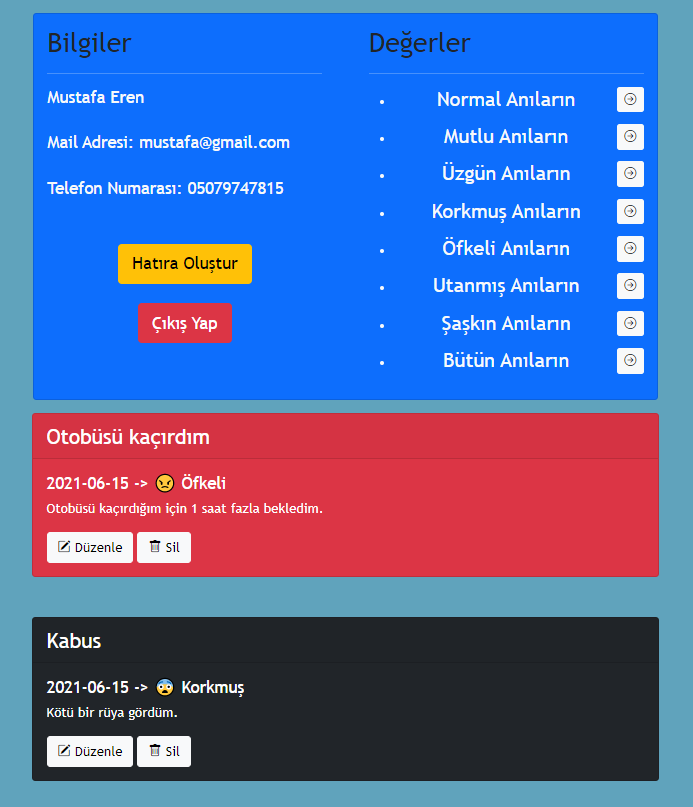 Bilgiler
Mustafa Eren
Mail Adresi: mustafa@gmail.com
Telefon Numarası: 05079747815
Hatıra Oluştur
Çıkış Yap
Değerler
Normal Anıların
Mutlu Anıların
Üzgün Anıların
Korkmuş Anıların
Öfkeli Anıların
Utanmış Anıların
Şaşkın Anıların
Bütün Anıların
Otobüsü kaçırdım
2021-06-15 -> 😠 Öfkeli
Otobüsü kaçırdığım için 1 saat fazla bekledim.
Düzenle Sil
Kabus
2021-06-15 -> 😨 Korkmuş
Kötü bir rüya gördüm.
Düzenle Sil